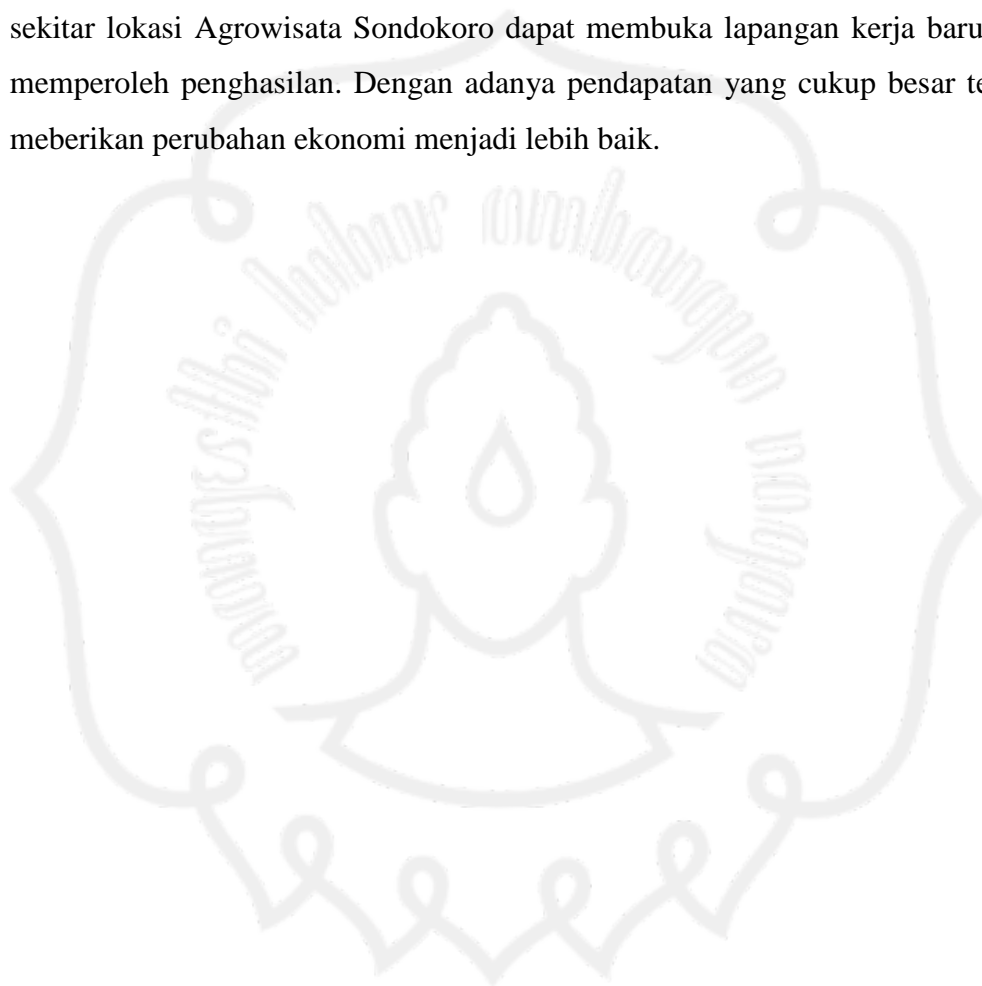 sekitar lokasi Agrowisata Sondokoro dapat membuka lapangan kerja baru
memperoleh penghasilan. Dengan adanya pendapatan yang cukup besar te
meberikan perubahan ekonomi menjadi lebih baik.